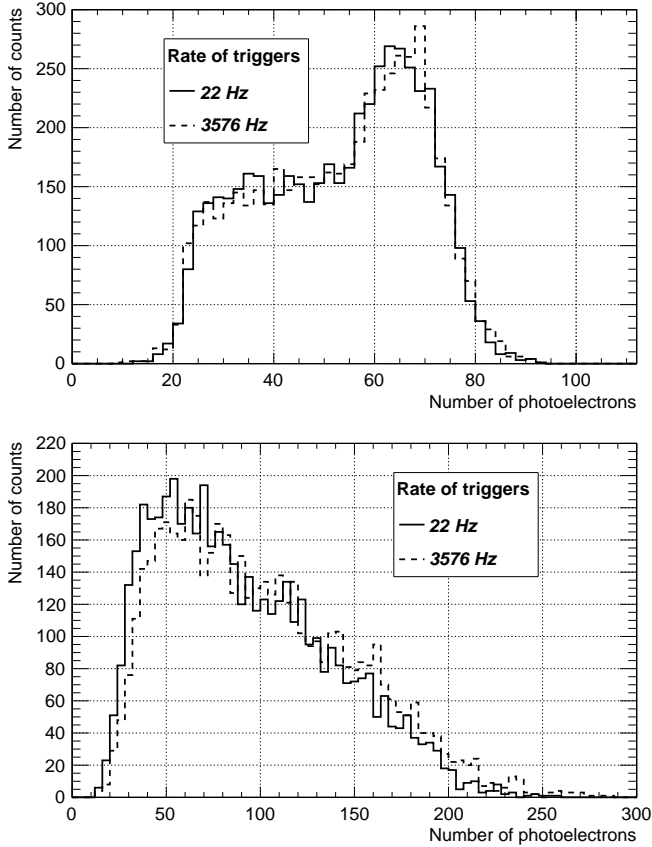 Number of counts
300
250
200
150
100
50
0
Rate of triggers
22 Hz
3576 Hz
0 20 40 60 80 100
Number of photoelectrons
Number of counts
220
200
180
160
140
120
100
80
60
40
20
0
Rate of triggers
22 Hz
3576 Hz
0 50 100 150 200 250 300
Number of photoelectrons